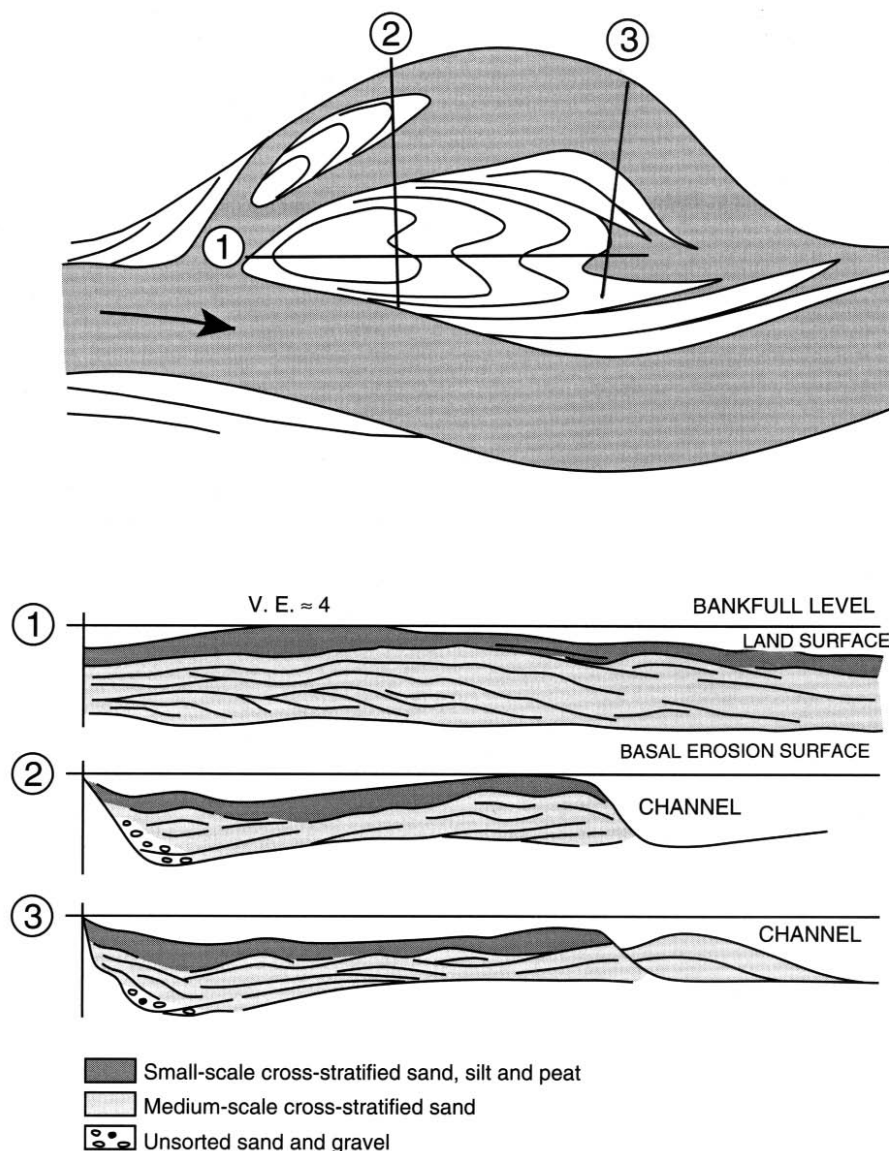 2
3
1
V. E. ≈ 4
BANKFULL LEVEL
1
LAND SURFACE
BASAL EROSION SURFACE
2
CHANNEL
3
CHANNEL
Small-scale cross-stratified sand, silt and peat
Medium-scale cross-stratified sand
Unsorted sand and gravel